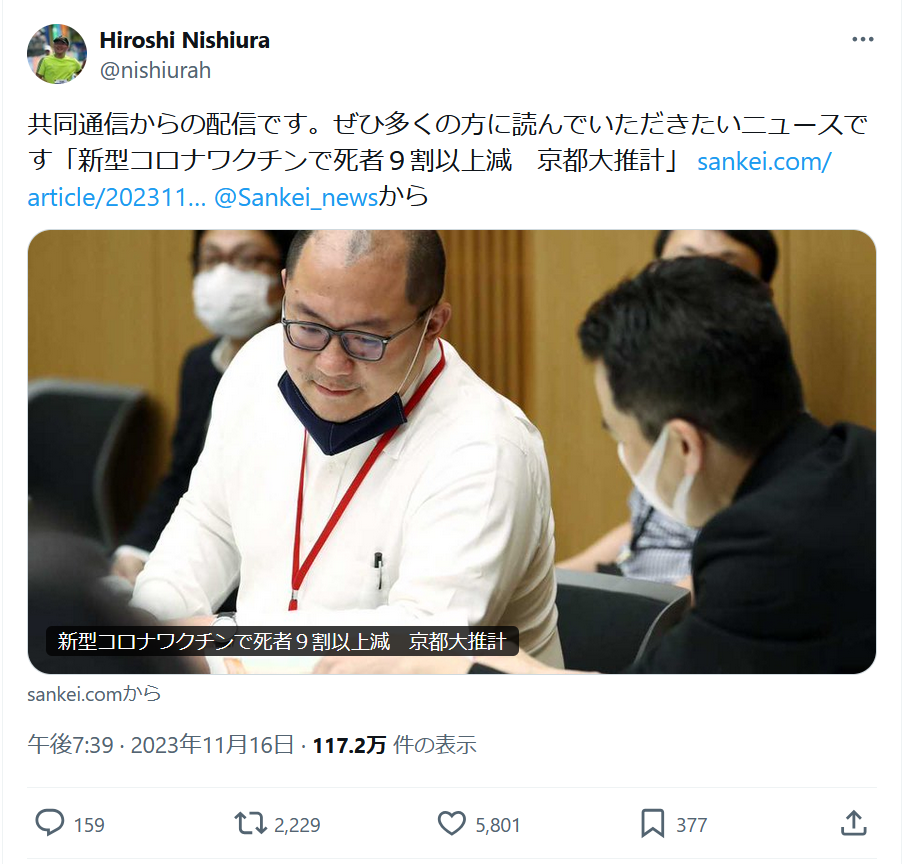 Hiroshi Nishiura
@nishiurah
共同通信からの配信です。ぜひ多くの方に読んでいただきたいニュースで
す「新型コロナワクチンで死者９割以上減　京都大推計」 sankei.com/
article/202311… @Sankei_newsから
新型コロナワクチンで死者９割以上減　京都大推計
sankei.comから
午後7:39 · 2023年11月16日 · 117.2万 件の表示
159 2,229 5,801 377